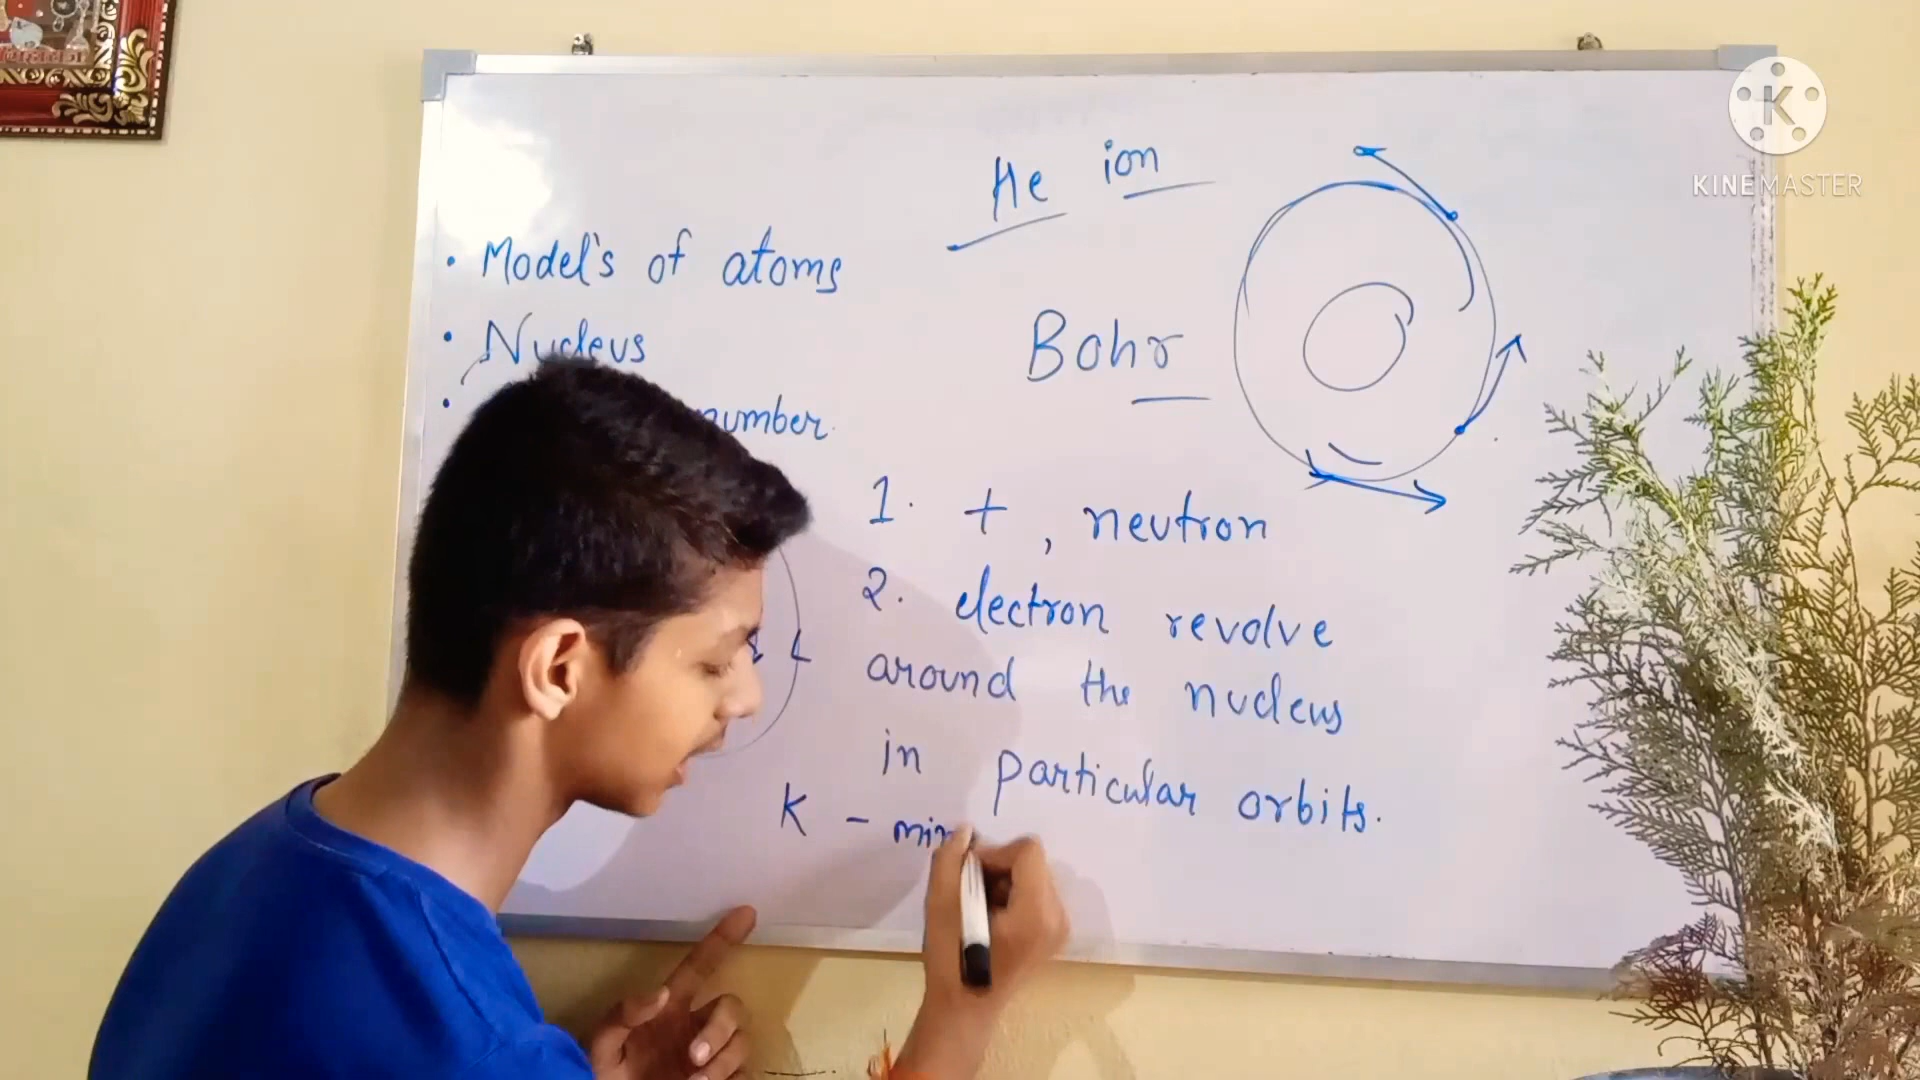 He ion
KINEMASTER
• Model's of atoms
• Nucleus
Bohr
number.
1. + , neutron
2. electron revolve
around the nucleus
in particular orbits.
K - min
L